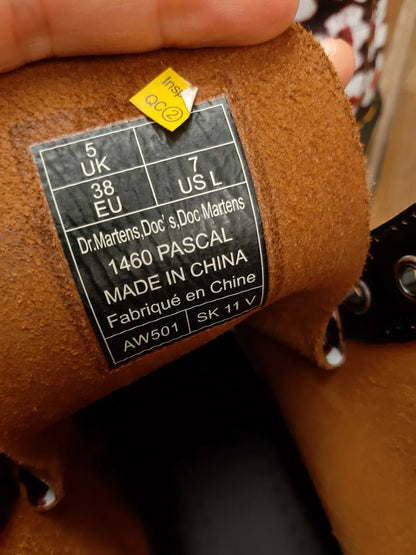 Insp
QC②
5
UK
38
EU
7
US L
Dr.Martens,Doc's,Doc Martens
1460 PASCAL
MADE IN CHINA
Fabriqué en Chine
AW501
SK 11 V